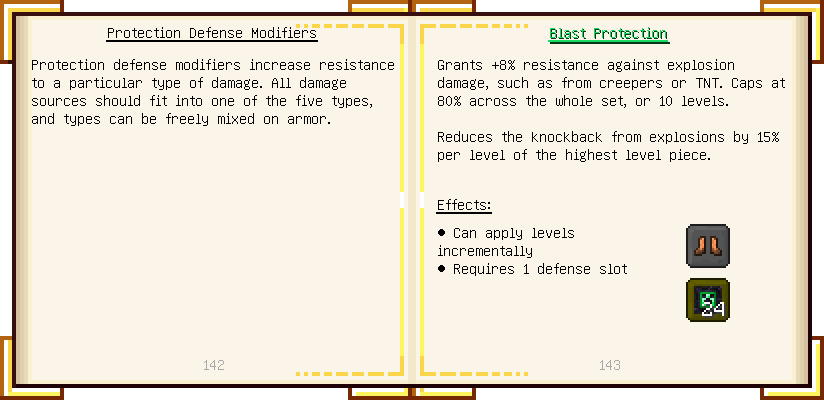 Protection Defense Modifiers
Protection defense modifiers increase resistance
to a particular type of damage. All damage
sources should fit into one of the five types,
and types can be freely mixed on armor.
142
Blast Protection
Grants +8% resistance against explosion
damage, such as from creepers or TNT. Caps at
80% across the whole set, or 10 levels.
Reduces the knockback from explosions by 15%
per level of the highest level piece.
Effects:
● Can apply levels
incrementally
● Requires 1 defense slot
24
143